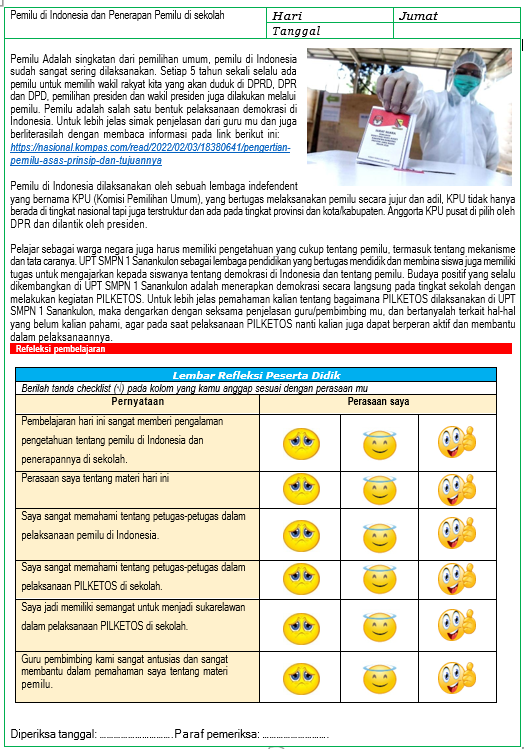 Pemilu di Indonesia dan Penerapan Pemilu di sekolah
Hari
Jumat
Tanggal
Pemilu Adalah singkatan dari pemilihan umum, pemilu di Indonesia
sudah sangat sering dilaksanakan. Setiap 5 tahun sekali selalu ada
pemilu untuk memilih wakil rakyat kita yang akan duduk di DPRD, DPR
dan DPD, pemilihan presiden dan wakil presiden juga dilakukan melalui
pemilu. Pemilu adalah salah satu bentuk pelaksanaan demokrasi di
Indonesia. Untuk lebih jelas simak penjelasan dari guru mu dan juga
berliterasilah dengan membaca informasi pada link berikut ini:
https://nasional.kompas.com/read/2022/02/03/18380641/pengertian-
pemilu-asas-prinsip-dan-tujuannya
Pemilu di Indonesia dilaksanakan oleh sebuah lembaga indefendent
yang bernama KPU (Komisi Pemilihan Umum), yang bertugas melaksanakan pemilu secara jujur dan adil, KPU tidak hanya
berada di tingkat nasional tapi juga terstruktur dan ada pada tingkat provinsi dan kota/kabupaten. Anggorta KPU pusat di pilih oleh
DPR dan dilantik oleh presiden.
Pelajar sebagai warga negara juga harus memiliki pengetahuan yang cukup tentang pemilu, termasuk tentang mekanisme
dan tata caranya. UPT SMPN 1 Sanankulon sebagai lembaga pendidikan yang bertugas mendidik dan membina siswa juga memiliki
tugas untuk mengajarkan kepada siswanya tentang demokrasi di Indonesia dan tentang pemilu. Budaya positif yang selalu
dikembangkan di UPT SMPN 1 Sanankulon adalah menerapkan demokrasi secara langsung pada tingkat sekolah dengan
melakukan kegiatan PILKETOS. Untuk lebih jelas pemahaman kalian tentang bagaimana PILKETOS dilaksanakan di UPT
SMPN 1 Sanankulon, maka dengarkan dengan seksama penjelasan guru/pembimbing mu, dan bertanyalah terkait hal-hal
yang belum kalian pahami, agar pada saat pelaksanaan PILKETOS nanti kalian juga dapat berperan aktif dan membantu
dalam pelaksanaannya.
Refeleksi pembelajaran
Lembar Refleksi Peserta Didik
Berilah tanda checklist (√) pada kolom yang kamu anggap sesuai dengan perasaan mu
Pernyataan
Perasaan saya
Pembelajaran hari ini sangat memberi pengalaman
pengetahuan tentang pemilu di Indonesia dan
penerapannya di sekolah.
Perasaan saya tentang materi hari ini
Saya sangat memahami tentang petugas-petugas dalam
pelaksanaan pemilu di Indonesia.
Saya sangat memahami tentang petugas-petugas dalam
pelaksanaan PILKETOS di sekolah.
Saya jadi memiliki semangat untuk menjadi sukarelawan
dalam pelaksanaan PILKETOS di sekolah.
Guru pembimbing kami sangat antusias dan sangat
membantu dalam pemahaman saya tentang materi
pemilu.
Diperiksa tanggal: ............................ Paraf pemeriksa: ..........................